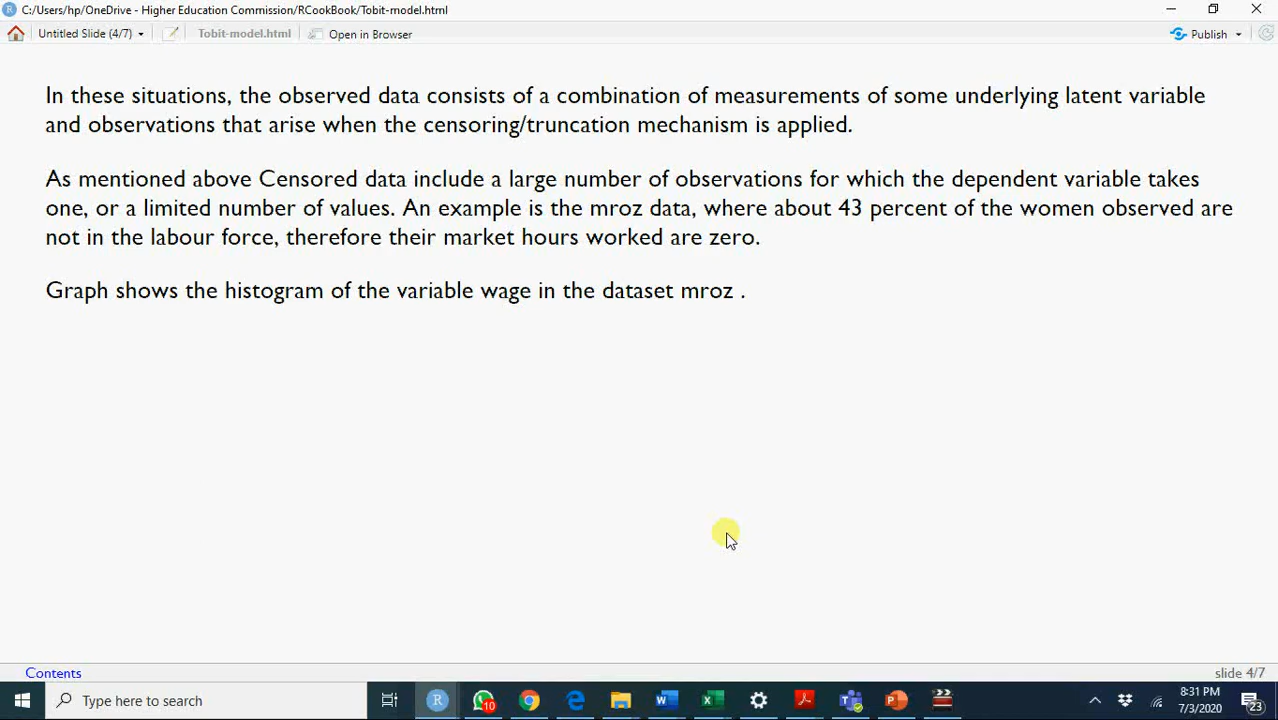 C:/Users/hp/OneDrive - Higher Education Commission/RCookBook/Tobit-model.html
Untitled Slide (4/7) Tobit-model.html Open in Browser Publish
In these situations, the observed data consists of a combination of measurements of some underlying latent variable
and observations that arise when the censoring/truncation mechanism is applied.
As mentioned above Censored data include a large number of observations for which the dependent variable takes
one, or a limited number of values. An example is the mroz data, where about 43 percent of the women observed are
not in the labour force, therefore their market hours worked are zero.
Graph shows the histogram of the variable wage in the dataset mroz .
Contents slide 4/7
Type here to search 10 8:31 PM
7/3/2020 23